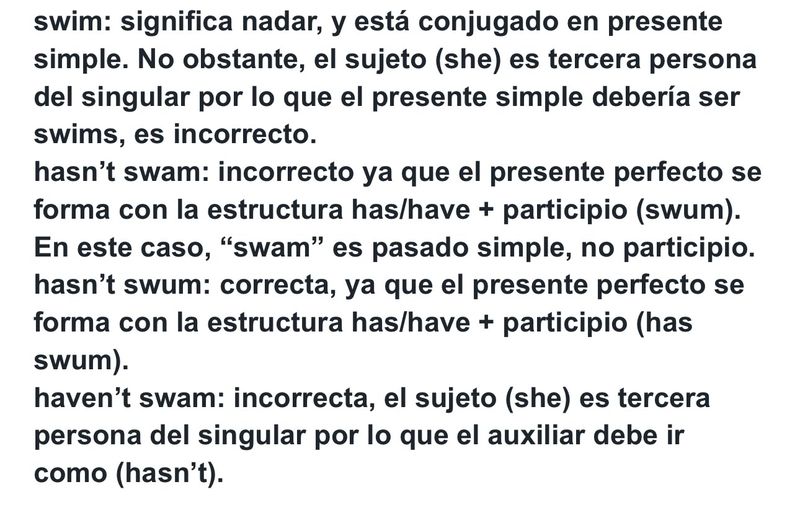 swim: significa nadar, y está conjugado en presente
simple. No obstante, el sujeto (she) es tercera persona
del singular por lo que el presente simple debería ser
swims, es incorrecto.
hasn’t swam: incorrecto ya que el presente perfecto se
forma con la estructura has/have + participio (swum).
En este caso, “swam” es pasado simple, no participio.
hasn’t swum: correcta, ya que el presente perfecto se
forma con la estructura has/have + participio (has
swum).
haven’t swam: incorrecta, el sujeto (she) es tercera
persona del singular por lo que el auxiliar debe ir
como (hasn’t).